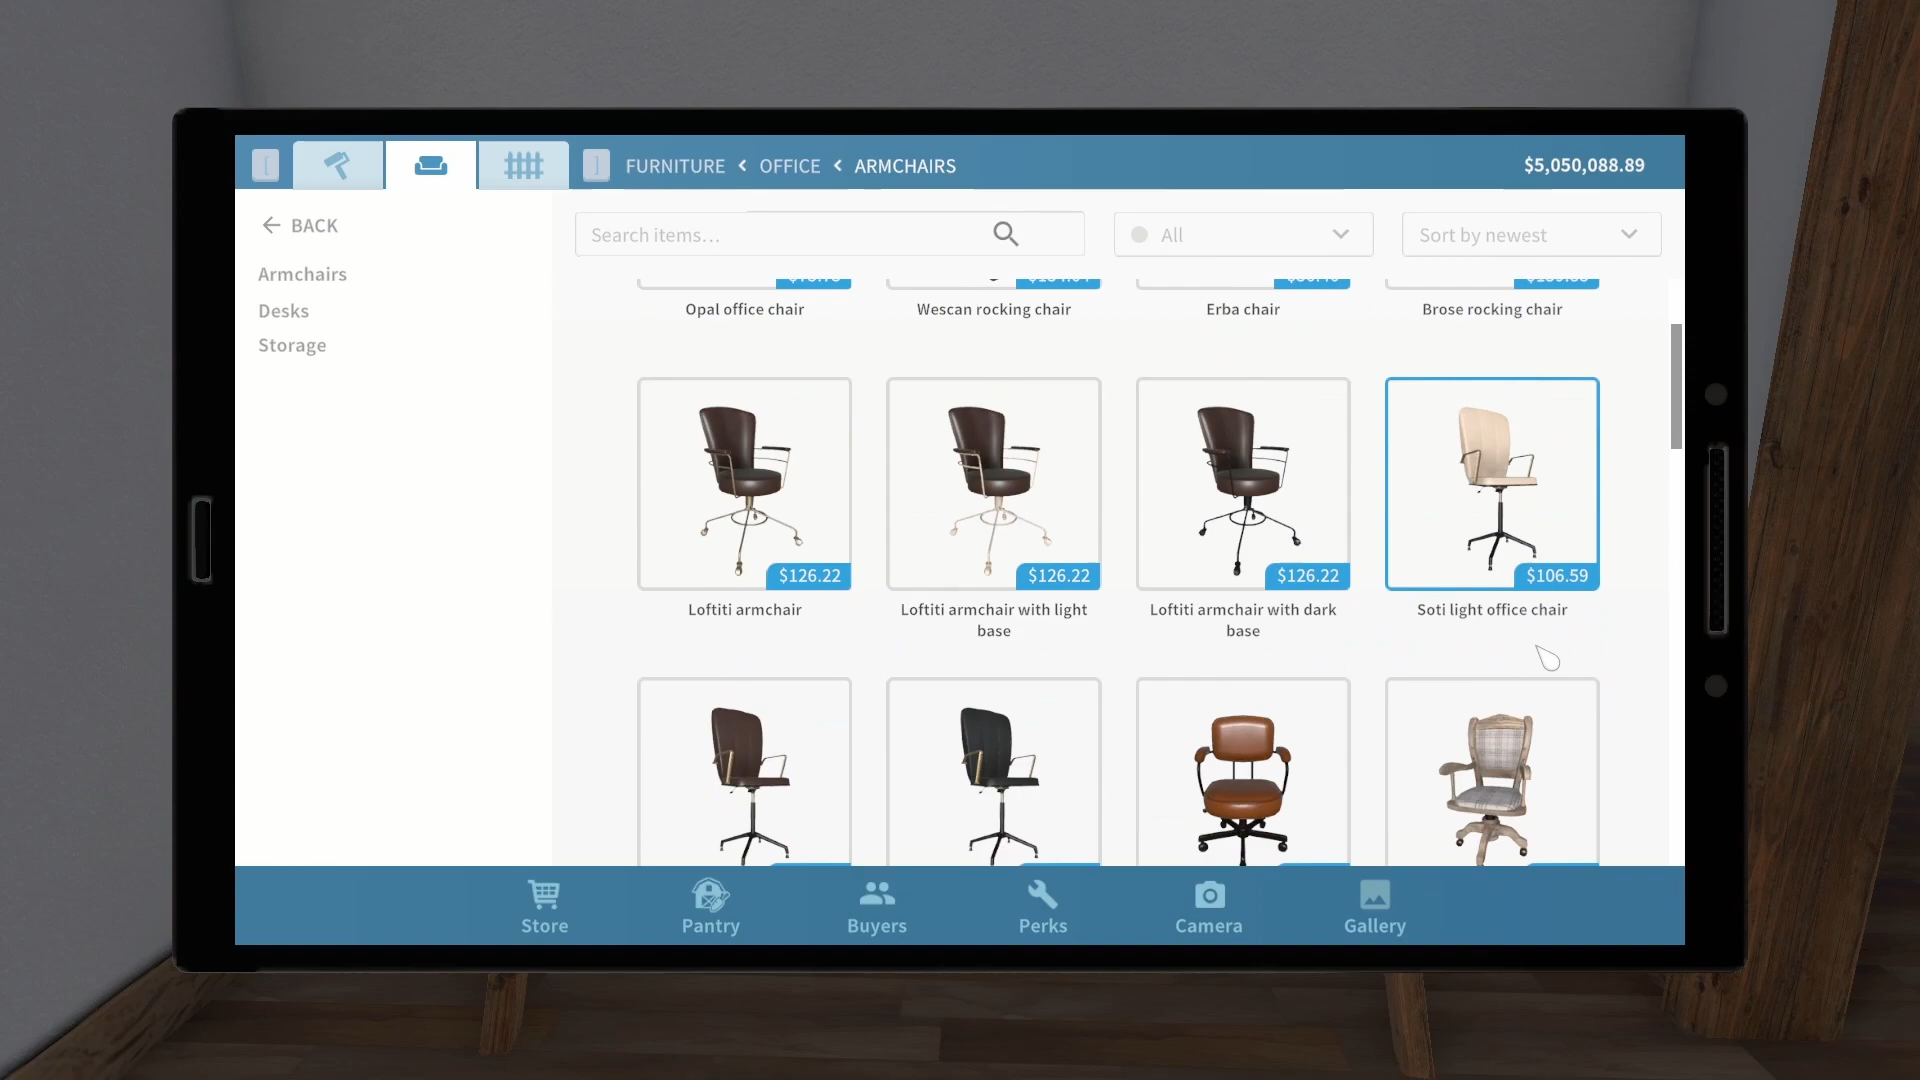 [
]
FURNITURE < OFFICE < ARMCHAIRS
$5,050,088.89
BACK
Armchairs
Desks
Storage
Search items...
All
Sort by newest
Opal office chair
Wescan rocking chair
Erba chair
Brose rocking chair
$126.22
$126.22
$126.22
$106.59
Loftiti armchair
Loftiti armchair with light
base
Loftiti armchair with dark
base
Soti light office chair
Store
Pantry
Buyers
Perks
Camera
Gallery